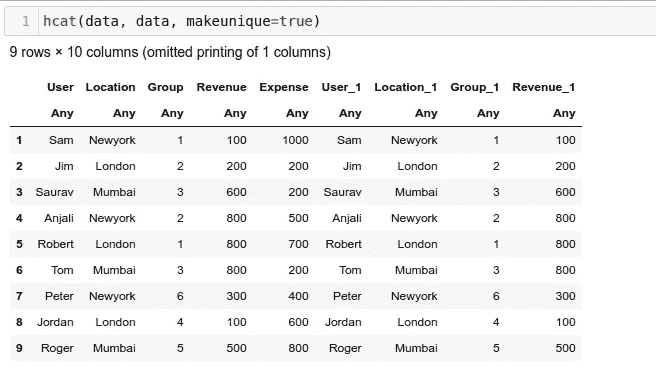 1 hcat(data, data, makeunique=true)
9 rows × 10 columns (omitted printing of 1 columns)
User Location Group Revenue Expense User_1 Location_1 Group_1 Revenue_1
Any Any Any Any Any Any Any Any Any
1 Sam Newyork 1 100 1000 Sam Newyork 1 100
2 Jim London 2 200 200 Jim London 2 200
3 Saurav Mumbai 3 600 200 Saurav Mumbai 3 600
4 Anjali Newyork 2 800 500 Anjali Newyork 2 800
5 Robert London 1 800 700 Robert London 1 800
6 Tom Mumbai 3 800 200 Tom Mumbai 3 800
7 Peter Newyork 6 300 400 Peter Newyork 6 300
8 Jordan London 4 100 600 Jordan London 4 100
9 Roger Mumbai 5 500 800 Roger Mumbai 5 500